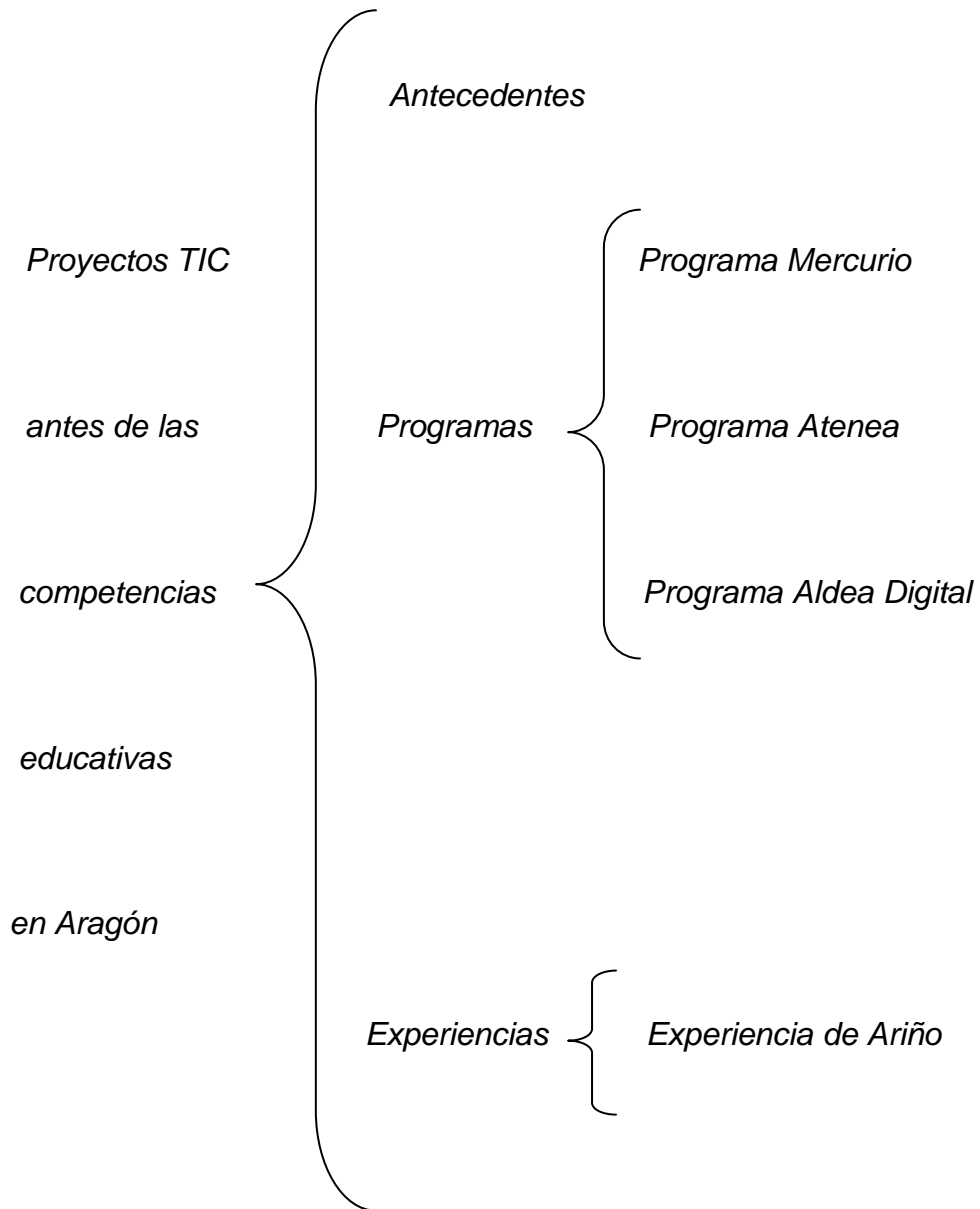 Proyectos TIC
antes de las
competencias
educativas
en Aragón
Antecedentes
Programas
Programa Mercurio
Programa Atenea
Programa Aldea Digital
Experiencias
Experiencia de Ariño